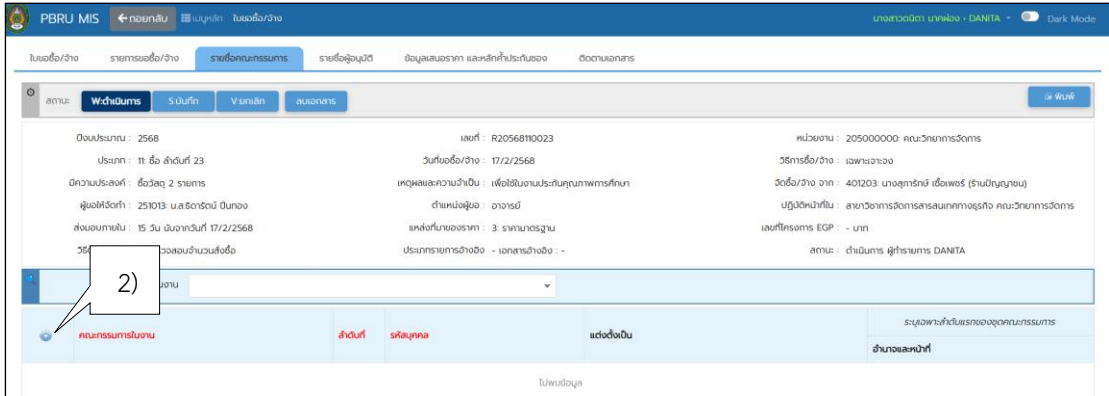 PBRU MIS ถอยกลับ เมนูหลัก ใบขอซื้อ/จ้าง นางสาวดนิตา นาคผ่อง - DANITA Dark Mode
ใบขอซื้อ/จ้าง รายการขอซื้อ/จ้าง รายชื่อคณะกรรมการ รายชื่อผู้อนุมัติ ข้อมูลเสนอราคา และหลักค้ำประกันซอง ติดตามเอกสาร
สถานะ: W:ดำเนินการ S:บันทึก V:ยกเลิก ลบเอกสาร พิมพ์
ปีงบประมาณ : 2568 เลขที่ : R20568110023 หน่วยงาน : 205000000: คณะวิทยาการจัดการ
ประเภท : 11: ซื้อ ลำดับที่ 23 วันที่ขอซื้อ/จ้าง : 17/2/2568 วิธีการซื้อ/จ้าง : เฉพาะเจาะจง
มีความประสงค์ : ซื้อวัสดุ 2 รายการ เหตุผลและความจำเป็น : เพื่อใช้ในงานประกันคุณภาพการศึกษา จัดซื้อ/จ้าง จาก : 401203: นางสุภารักษ์ เชื้อเพชร์ (ร้านปัญญาชน)
ผู้ขอให้จัดทำ : 251013: น.ส.ธิดารัตน์ ปิ่นทอง ตำแหน่งผู้ขอ : อาจารย์ ปฏิบัติหน้าที่ใน : สาขาวิชาการจัดการสารสนเทศทางธุรกิจ คณะวิทยาการจัดการ
ส่งมอบภายใน : 15 วัน นับจากวันที่ 17/2/2568 แหล่งที่มาของราคา : 3: ราคามาตรฐาน เลขที่โครงการ EGP : - บาท
วิธี วจสอบจำนวนสั่งซื้อ ประเภทรายการอ้างอิง - เอกสารอ้างอิง : - สถานะ : ดำเนินการ ผู้ทำรายการ DANITA
2) นงาน
คณะกรรมการในงาน ลำดับที่ รหัสบุคคล แต่งตั้งเป็น ระบุเฉพาะลำดับแรกของชุดคณะกรรมการ
อำนาจและหน้าที่
ไม่พบข้อมูล